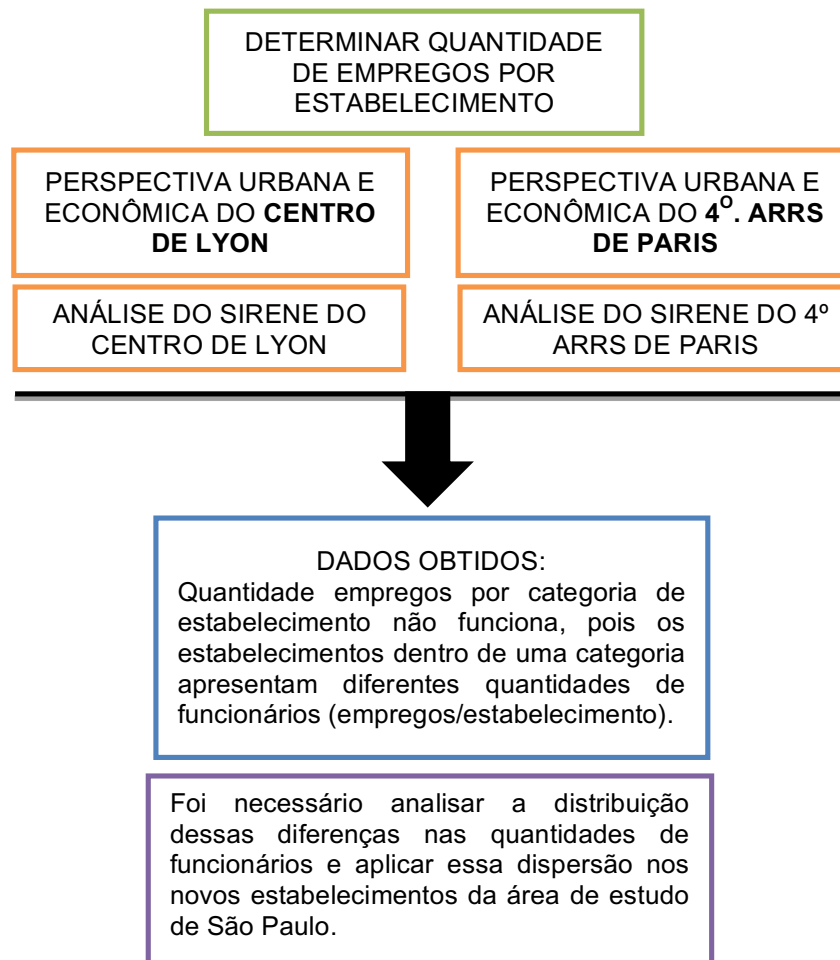 DETERMINAR QUANTIDADE
DE EMPREGOS POR
ESTABELECIMENTO
PERSPECTIVA URBANA E
ECONÔMICA DO CENTRO
DE LYON
PERSPECTIVA URBANA E
ECONÔMICA DO 4º. ARRS
DE PARIS
ANÁLISE DO SIRENE DO
CENTRO DE LYON
ANÁLISE DO SIRENE DO 4º
ARRS DE PARIS
DADOS OBTIDOS:
Quantidade empregos por categoria de
estabelecimento não funciona, pois os
estabelecimentos dentro de uma categoria
apresentam diferentes quantidades de
funcionários (empregos/estabelecimento).
Foi necessário analisar a distribuição
dessas diferenças nas quantidades de
funcionários e aplicar essa dispersão nos
novos estabelecimentos da área de estudo
de São Paulo.